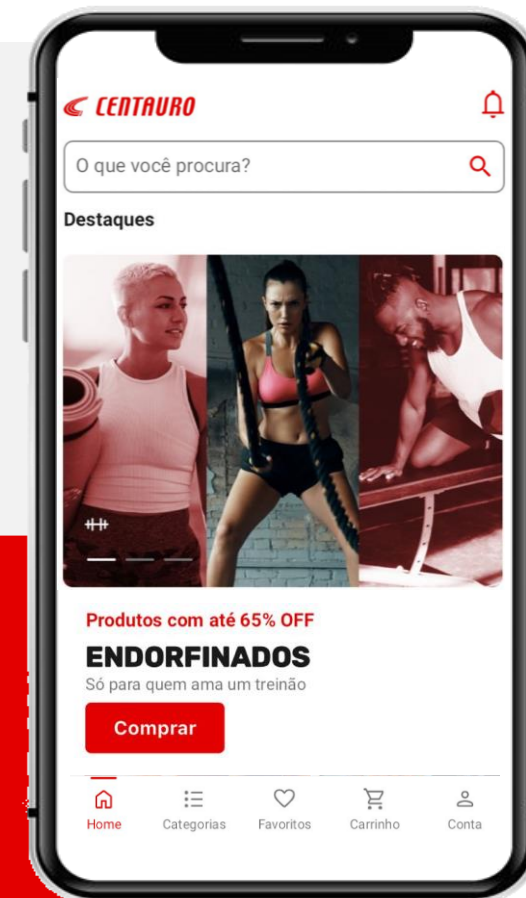 CENTAURO
O que você procura?
Destaques
Produtos com até 65% OFF
ENDORFINADOS
Só para quem ama um treinão
Comprar
Home
Categorias
Favoritos
Carrinho
Conta